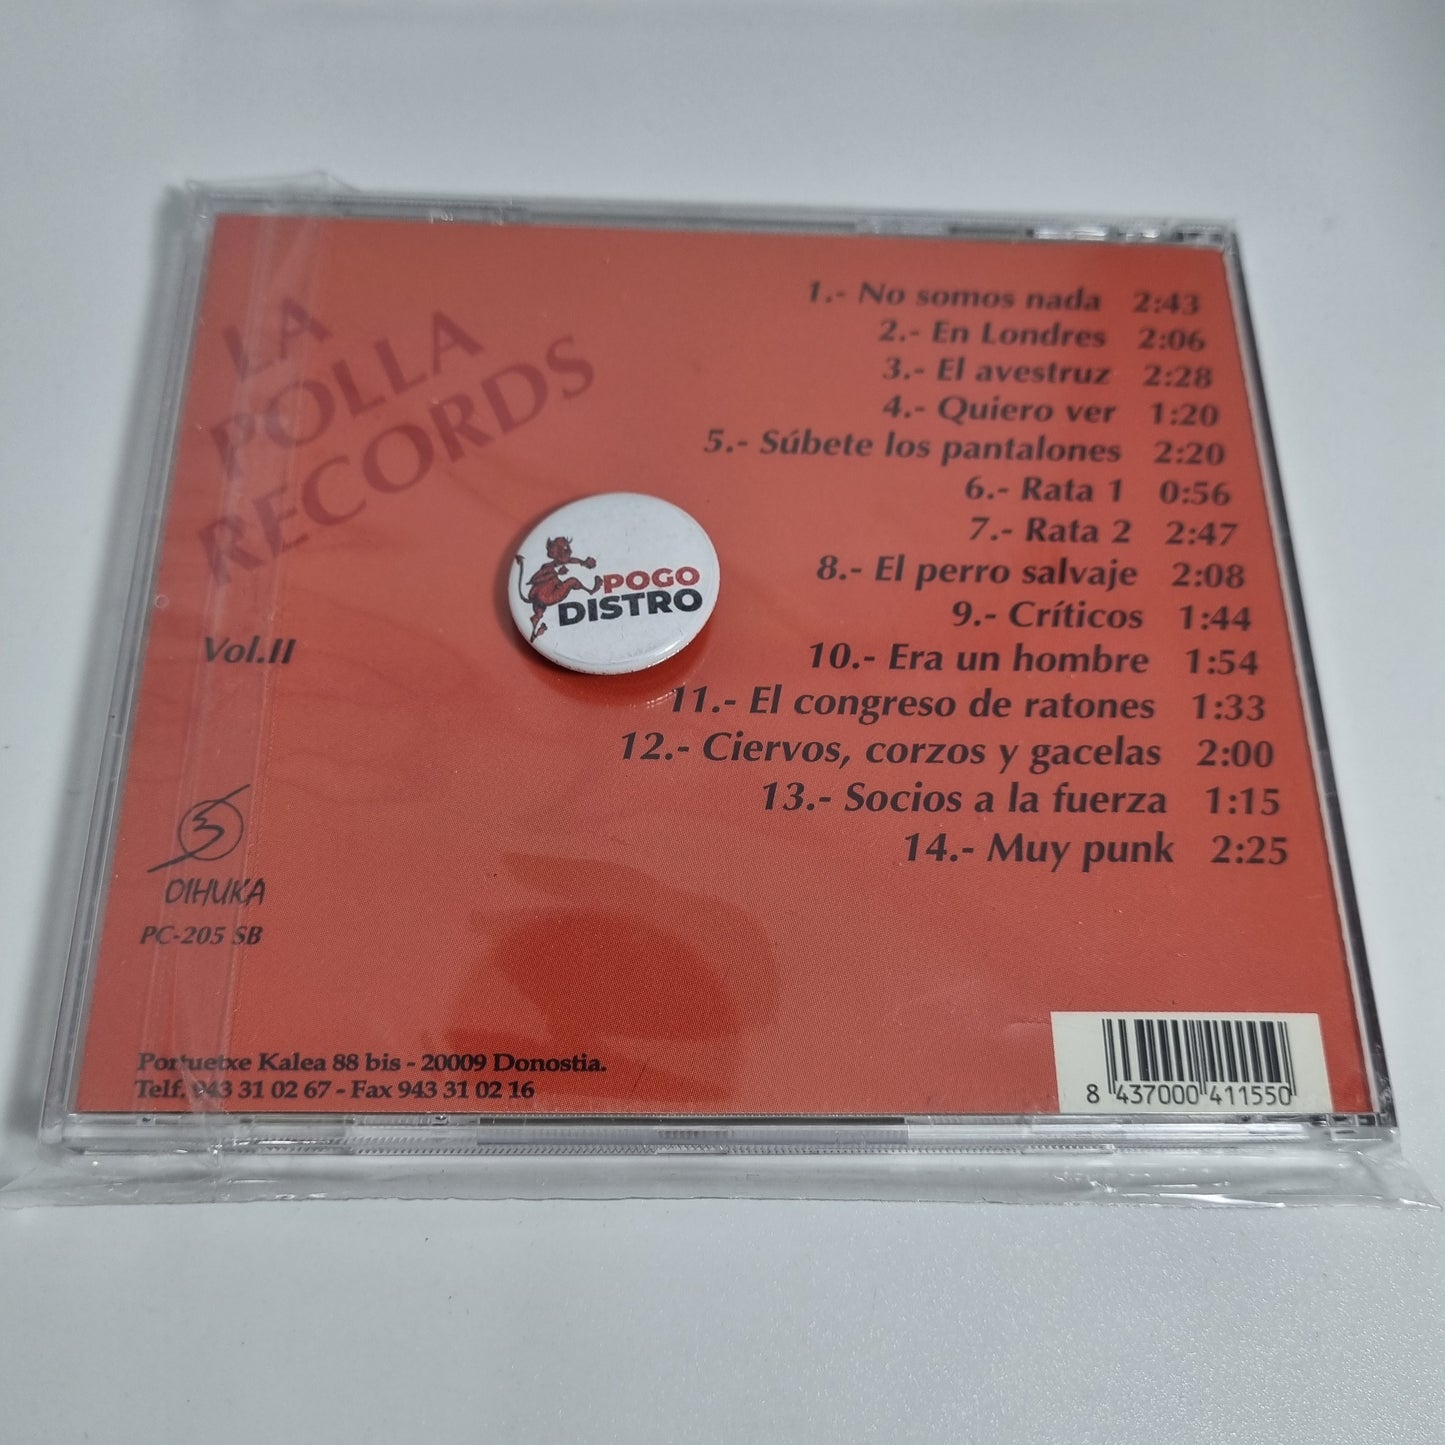 LA
POLLA
RECORDS
Vol.II
1.- No somos nada 2:43
2.- En Londres 2:06
3.- El avestruz 2:28
4.- Quiero ver 1:20
5.- Súbete los pantalones 2:20
6.- Rata 1 0:56
7.- Rata 2 2:47
8.- El perro salvaje 2:08
9.- Críticos 1:44
10.- Era un hombre 1:54
11.- El congreso de ratones 1:33
12.- Ciervos, corzos y gacelas 2:00
13.- Socios a la fuerza 1:15
14.- Muy punk 2:25
POGO
DISTRO
OIHUKA
PC-205 SB
Portuetxe Kalea 88 bis - 20009 Donostia.
Telf. 943 31 02 67 - Fax 943 31 02 16
8 437000 411550